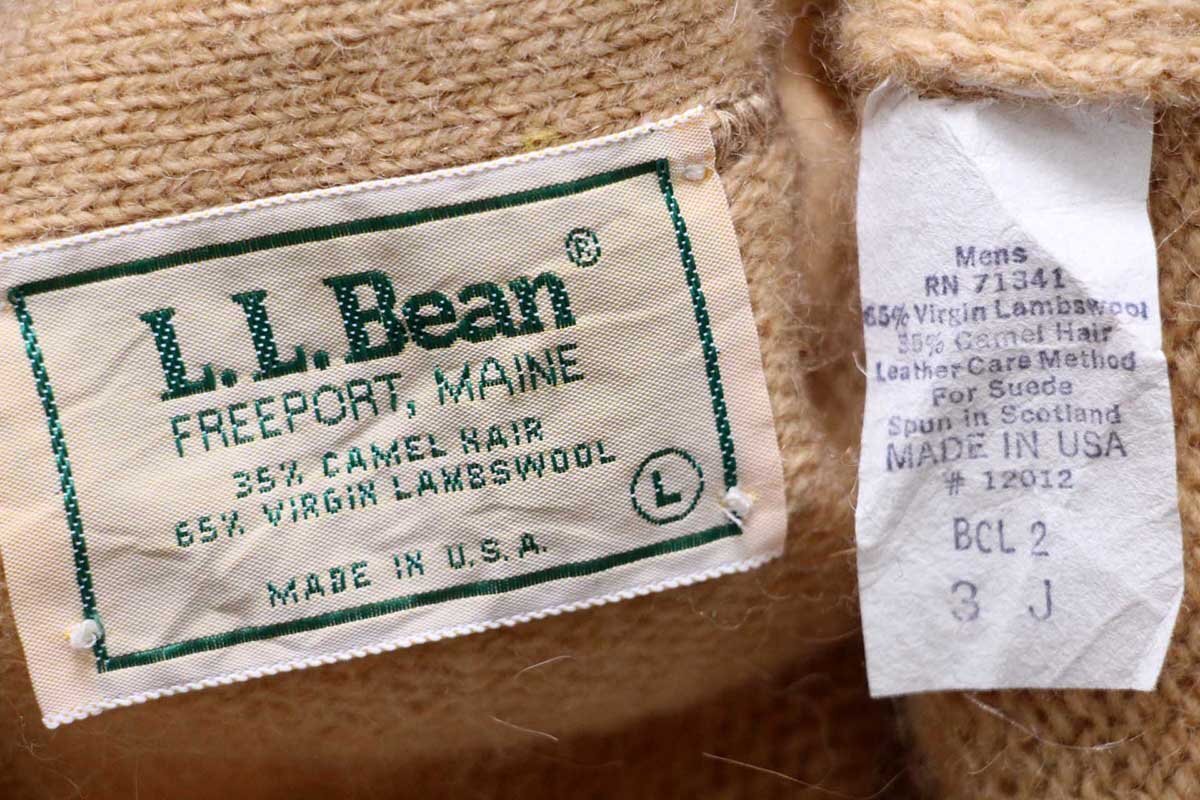 L.L.Bean®
FREEPORT, MAINE
35% CAMEL HAIR
65% VIRGIN LAMBSWOOL
L
MADE IN U.S.A.
Mens
RN 71341
65% Virgin Lambswool
35% Camel Hair
Leather Care Method
For Suede
Spun in Scotland
MADE IN USA
# 12012
BCL 2
3 J